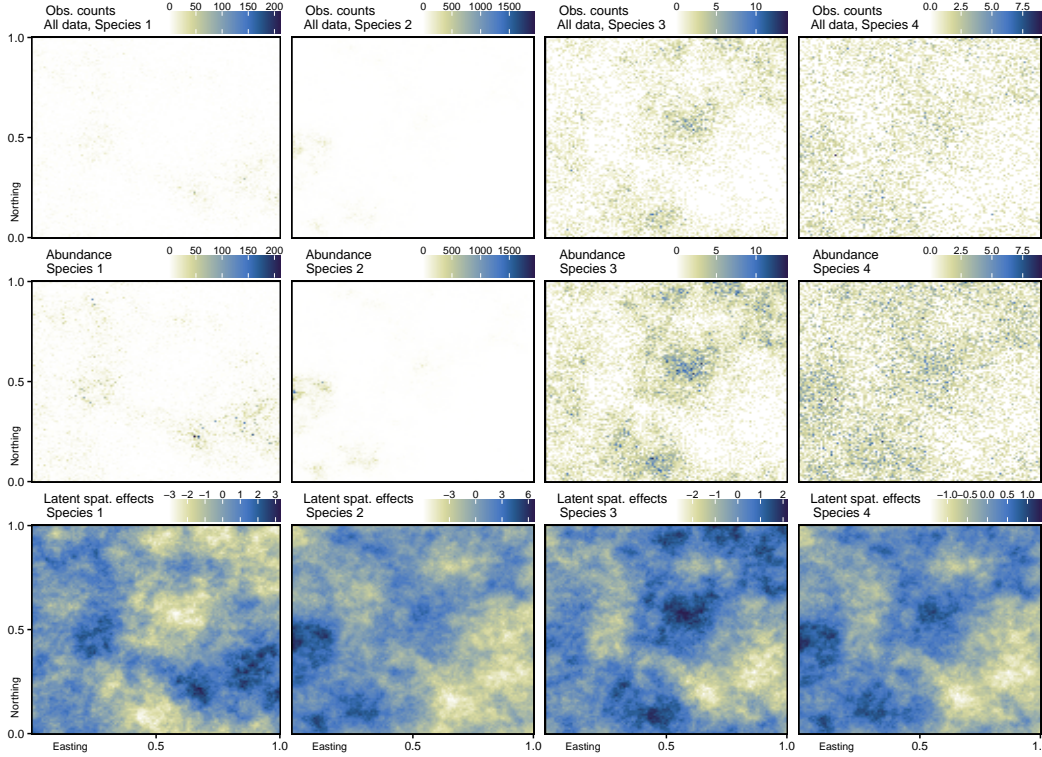 Obs. counts
All data, Species 1
0 50 100 150 200
Obs. counts
All data, Species 2
0 500 1000 1500
Obs. counts
All data, Species 3
0 5 10
Obs. counts
All data, Species 4
0.0 2.5 5.0 7.5
1.0
0.5
0.0
Northing
Abundance
Species 1
0 50 100 150 200
Abundance
Species 2
0 500 1000 1500
Abundance
Species 3
0 5 10
Abundance
Species 4
0.0 2.5 5.0 7.5
1.0
0.5
0.0
Northing
Latent spat. effects
Species 1
−3 −2 −1 0 1 2 3
Latent spat. effects
Species 2
−3 0 3 6
Latent spat. effects
Species 3
−2 −1 0 1 2
Latent spat. effects
Species 4
−1.0 −0.5 0.0 0.5 1.0
1.0
0.5
0.0
Northing
Easting 0.5 1.0
Easting 0.5 1.0
Easting 0.5 1.0
Easting 0.5 1.